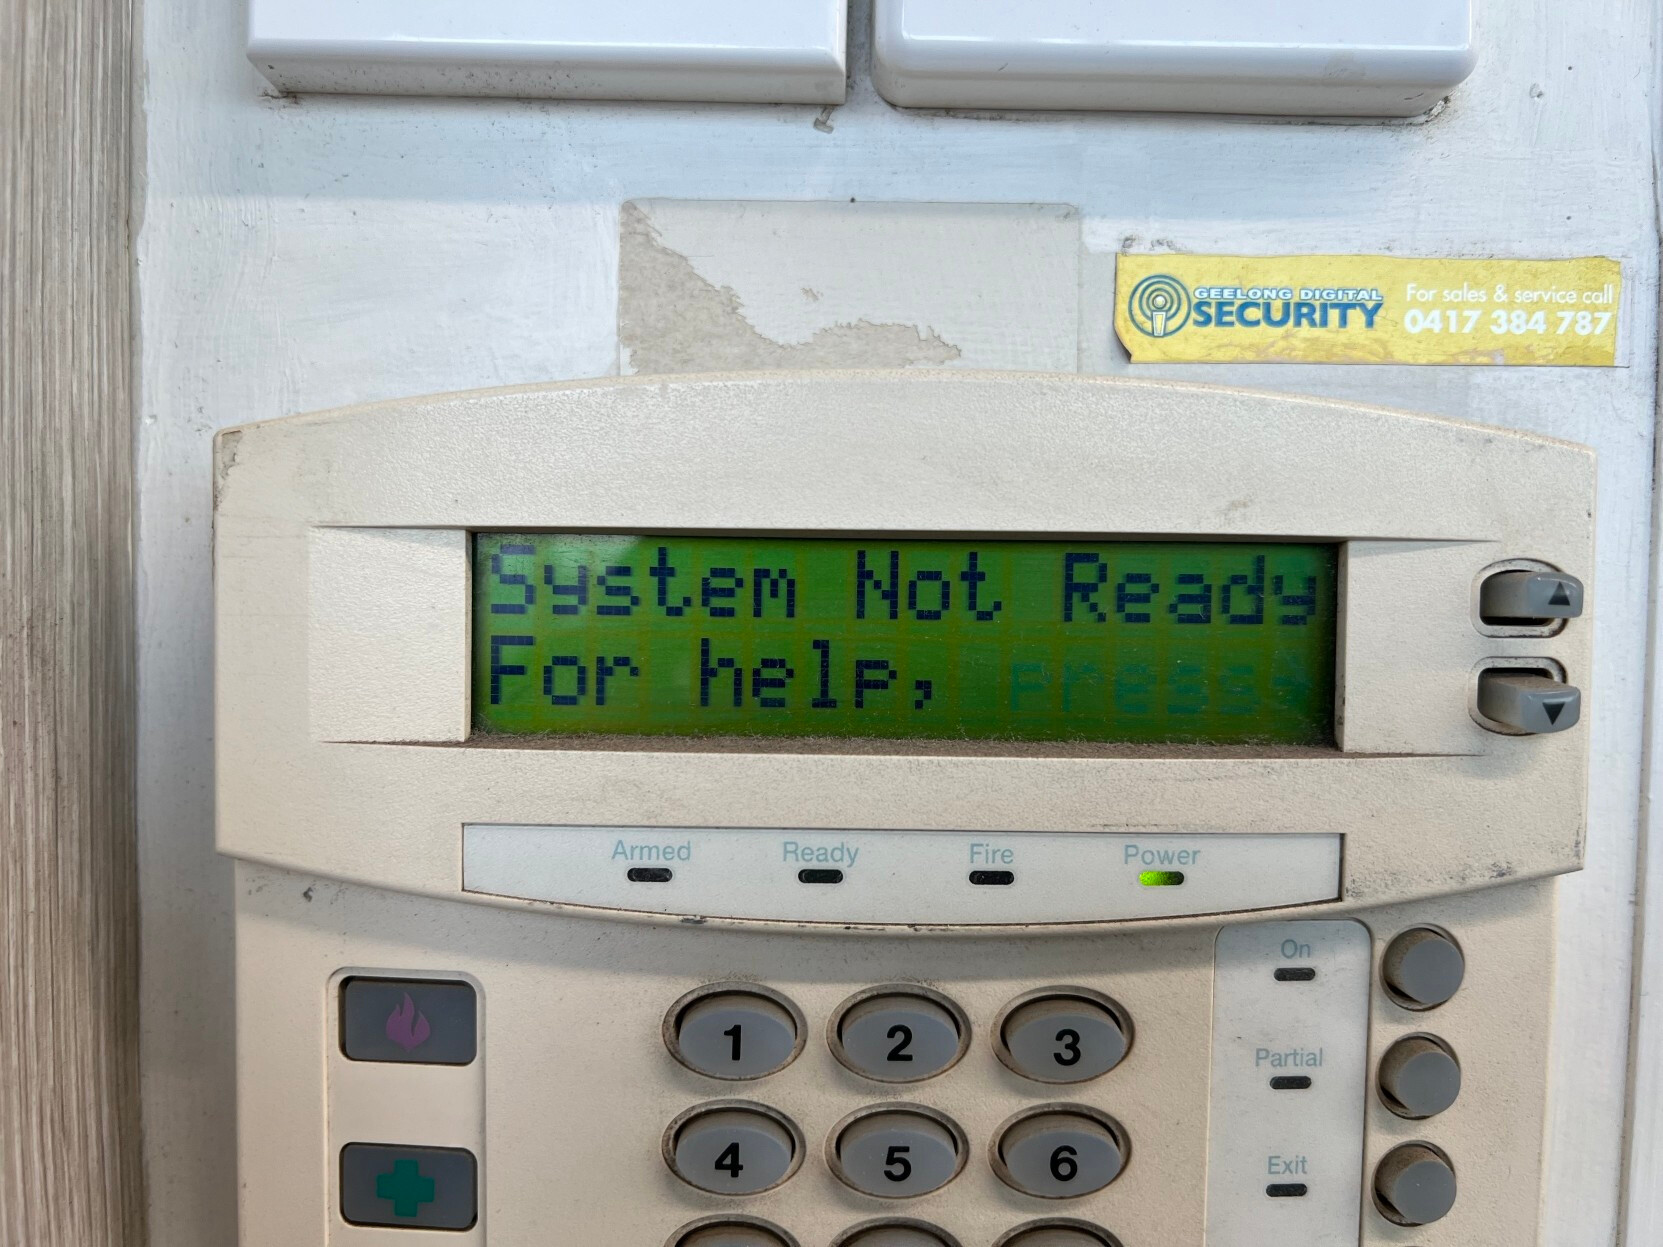 GEELONG DIGITAL
SECURITY
For sales & service call
0417 384 787
System Not Ready
For help, press↓
Armed
Ready
Fire
Power
On
1
2
3
Partial
4
5
6
Exit